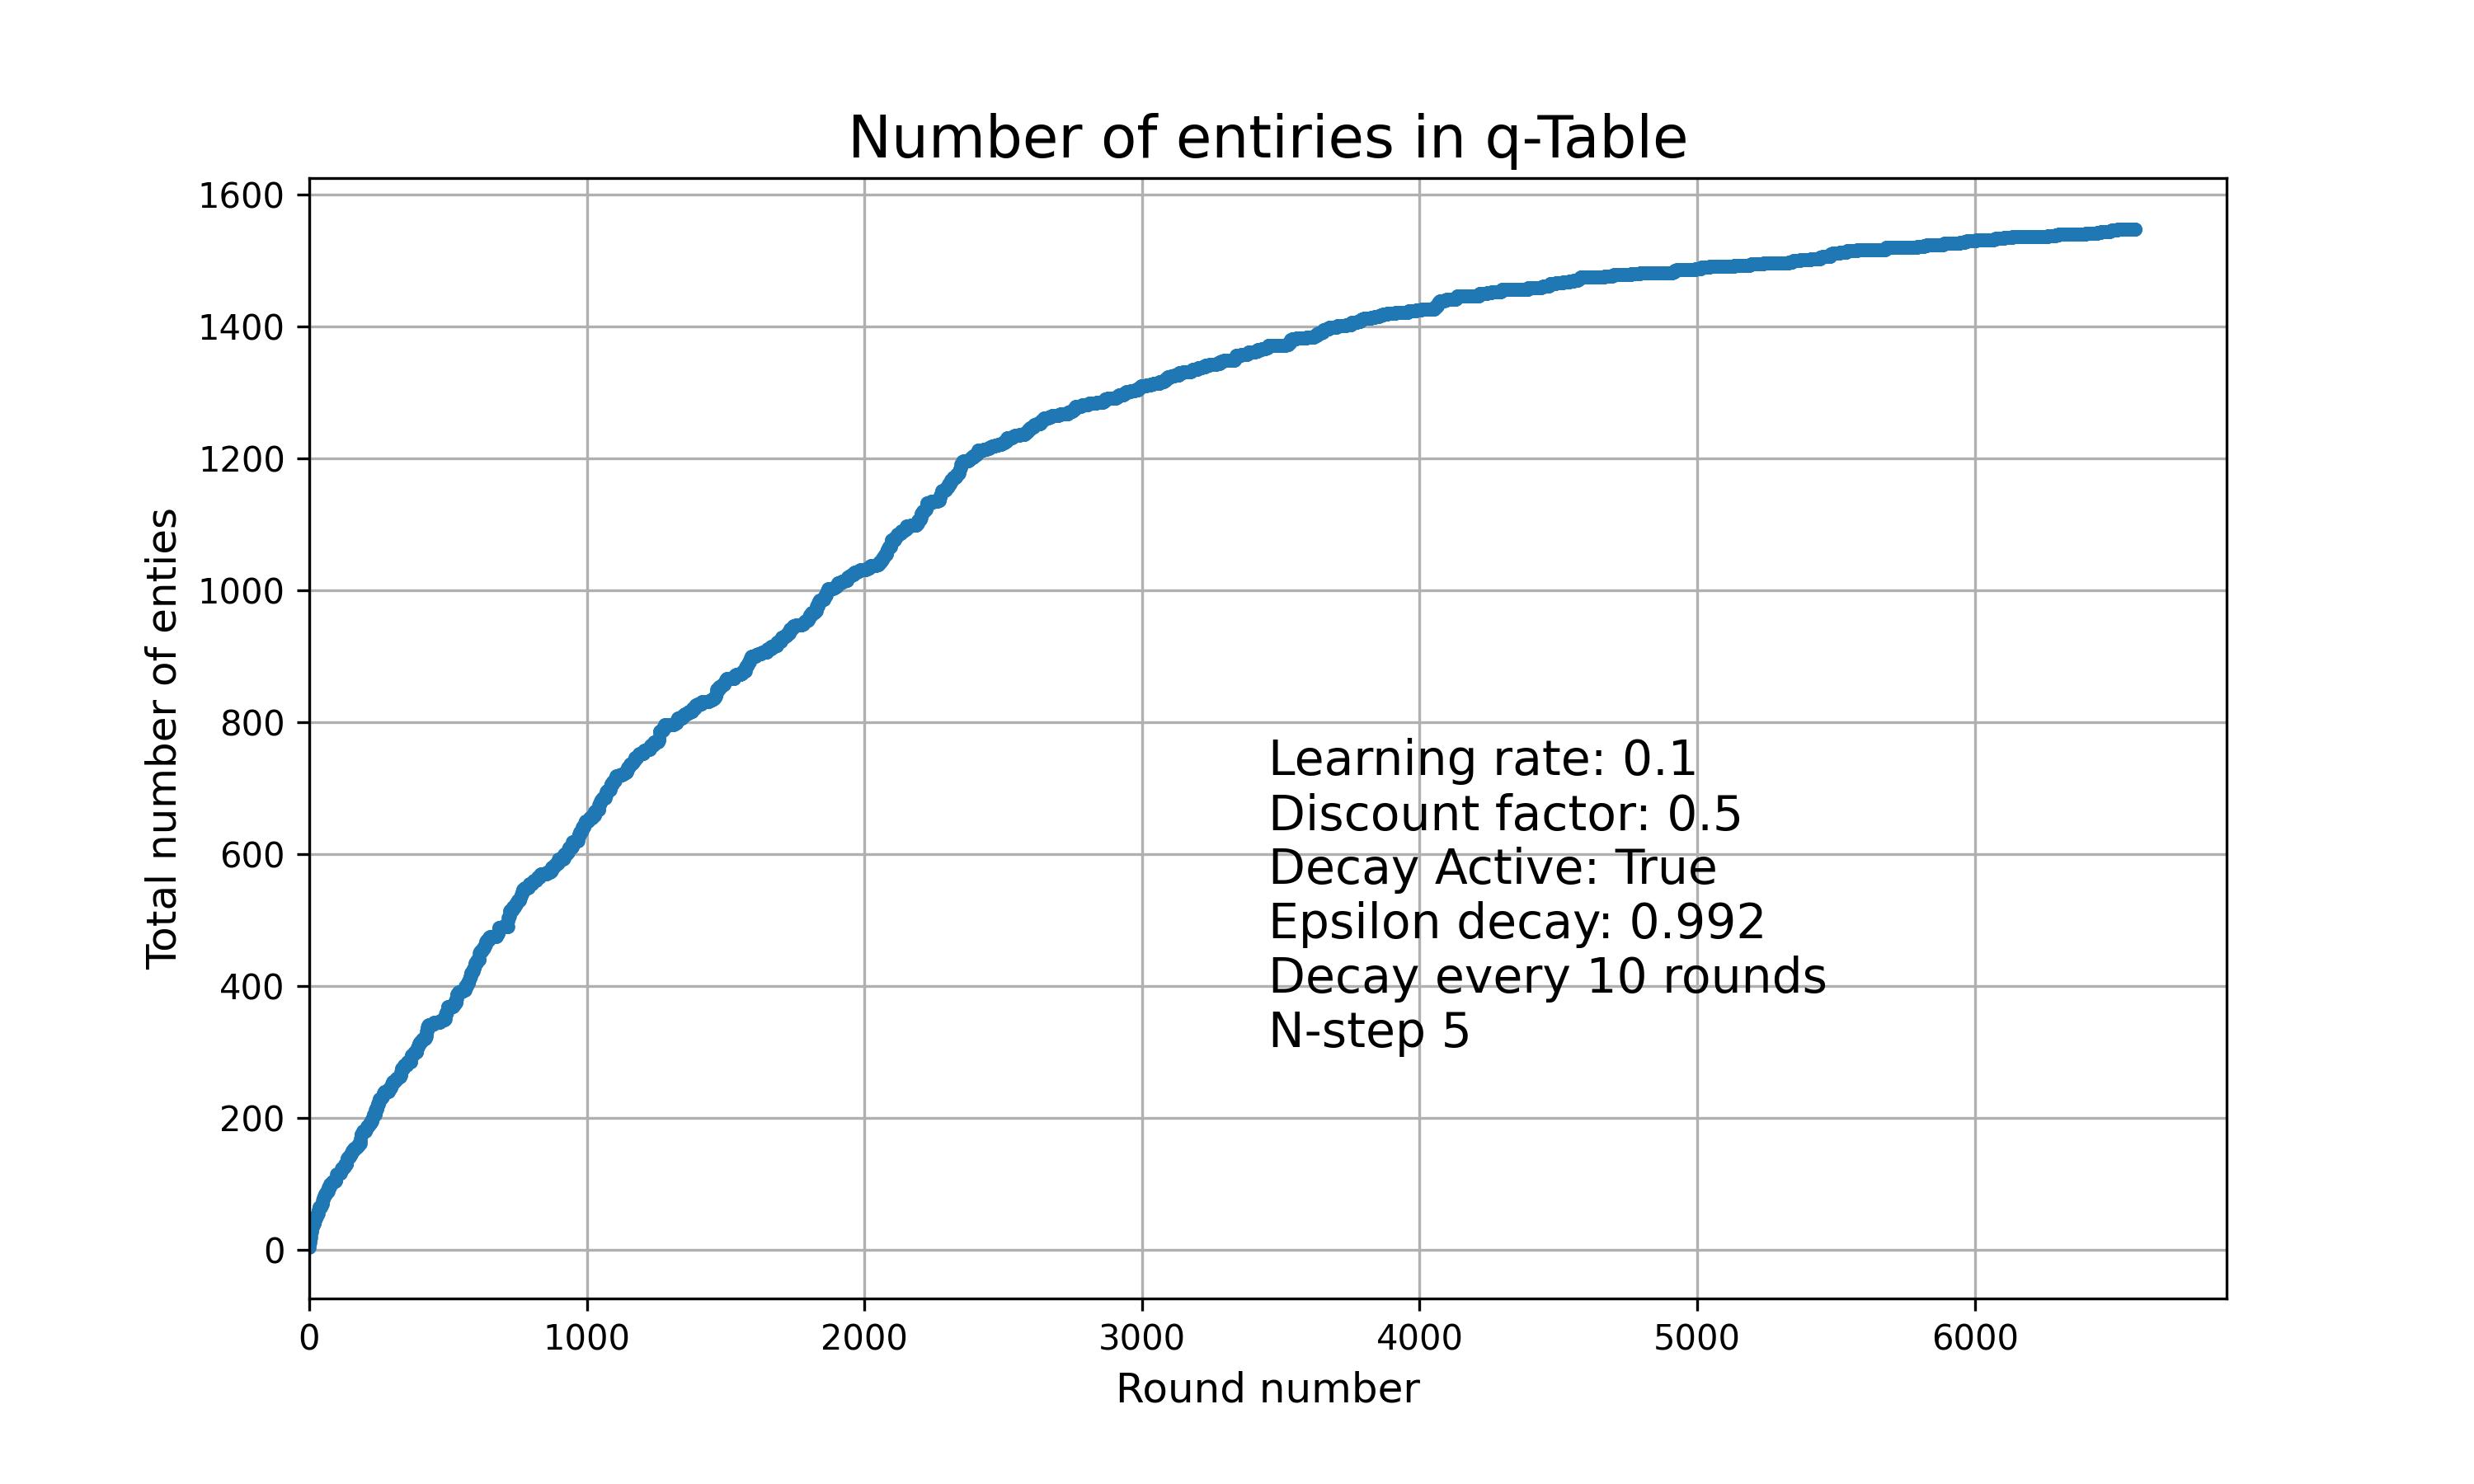 Number of entiries in q-Table
Total number of enties
1600
1400
1200
1000
800
600
400
200
0
Learning rate: 0.1
Discount factor: 0.5
Decay Active: True
Epsilon decay: 0.992
Decay every 10 rounds
N-step 5
0 1000 2000 3000 4000 5000 6000
Round number